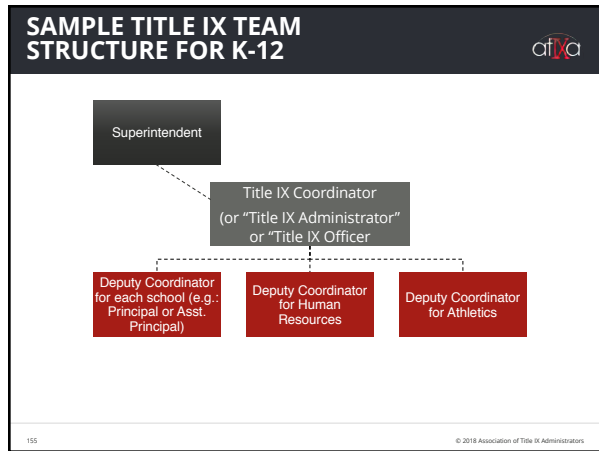 SAMPLE TITLE IX TEAM
STRUCTURE FOR K-12
atIXa
Superintendent
Title IX Coordinator
(or “Title IX Administrator”
or “Title IX Officer
Deputy Coordinator
for each school (e.g.:
Principal or Asst.
Principal)
Deputy Coordinator
for Human
Resources
Deputy Coordinator
for Athletics
155
© 2018 Association of Title IX Administrators